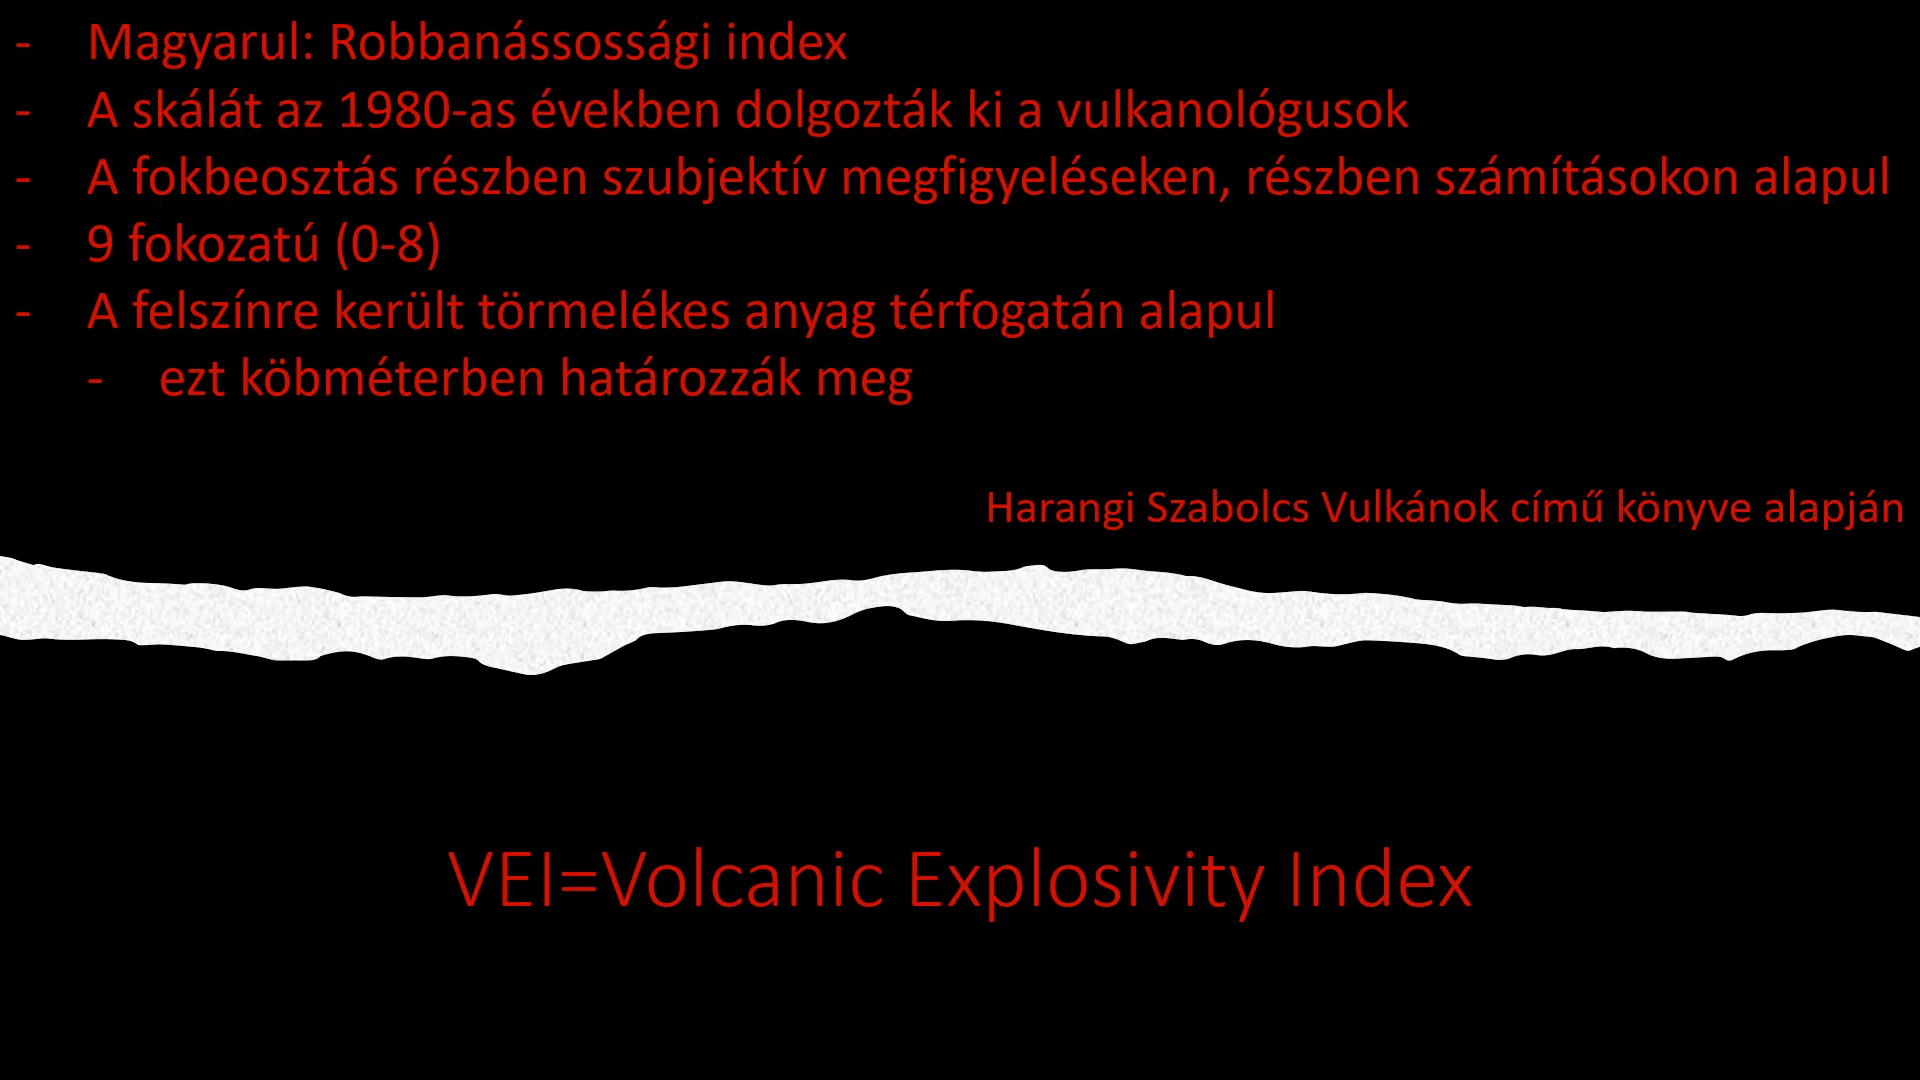 - Magyarul: Robbanássossági index
- A skálát az 1980-as években dolgozták ki a vulkanológusok
- A fokbeosztás részben szubjektív megfigyeléseken, részben számításokon alapul
- 9 fokozatú (0-8)
- A felszínre került törmelékes anyag térfogatán alapul
- ezt köbméterben határozzák meg
Harangi Szabolcs Vulkánok című könyve alapján
VEI=Volcanic Explosivity Index